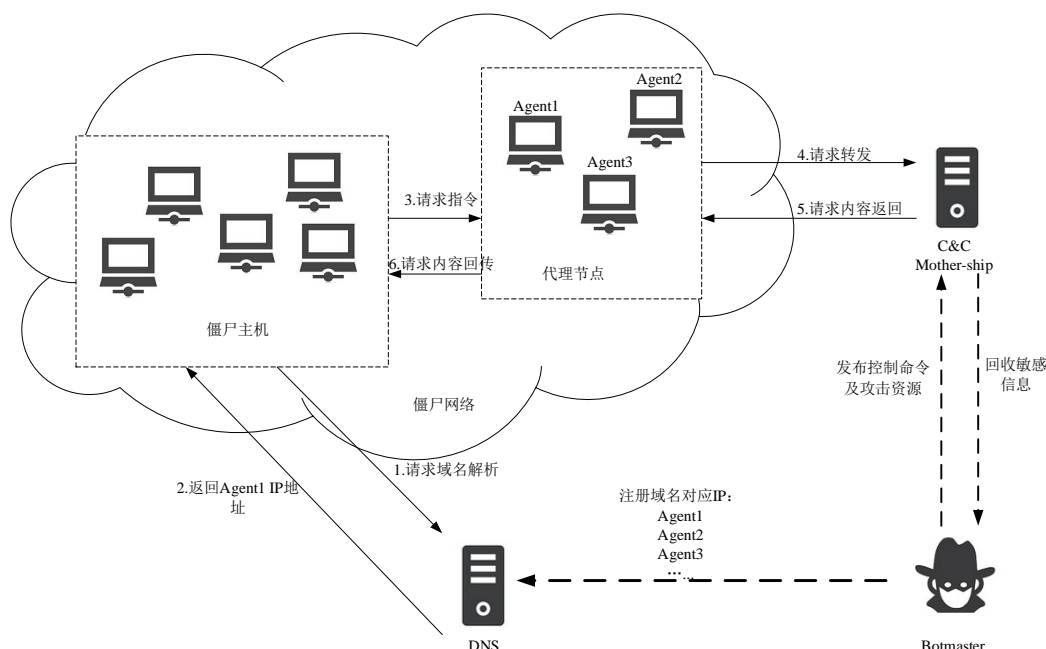 Agent2
Agent1
Agent3
4.请求转发
3.请求指令
5.请求内容返回
C&C
Mother-ship
6.请求内容回传
代理节点
僵尸主机
发布控制命令
及攻击资源
回收敏感
信息
僵尸网络
1.请求域名解析
2.返回Agent1 IP地
址
注册域名对应IP:
Agent1
Agent2
Agent3
……
DNS
Botmaster